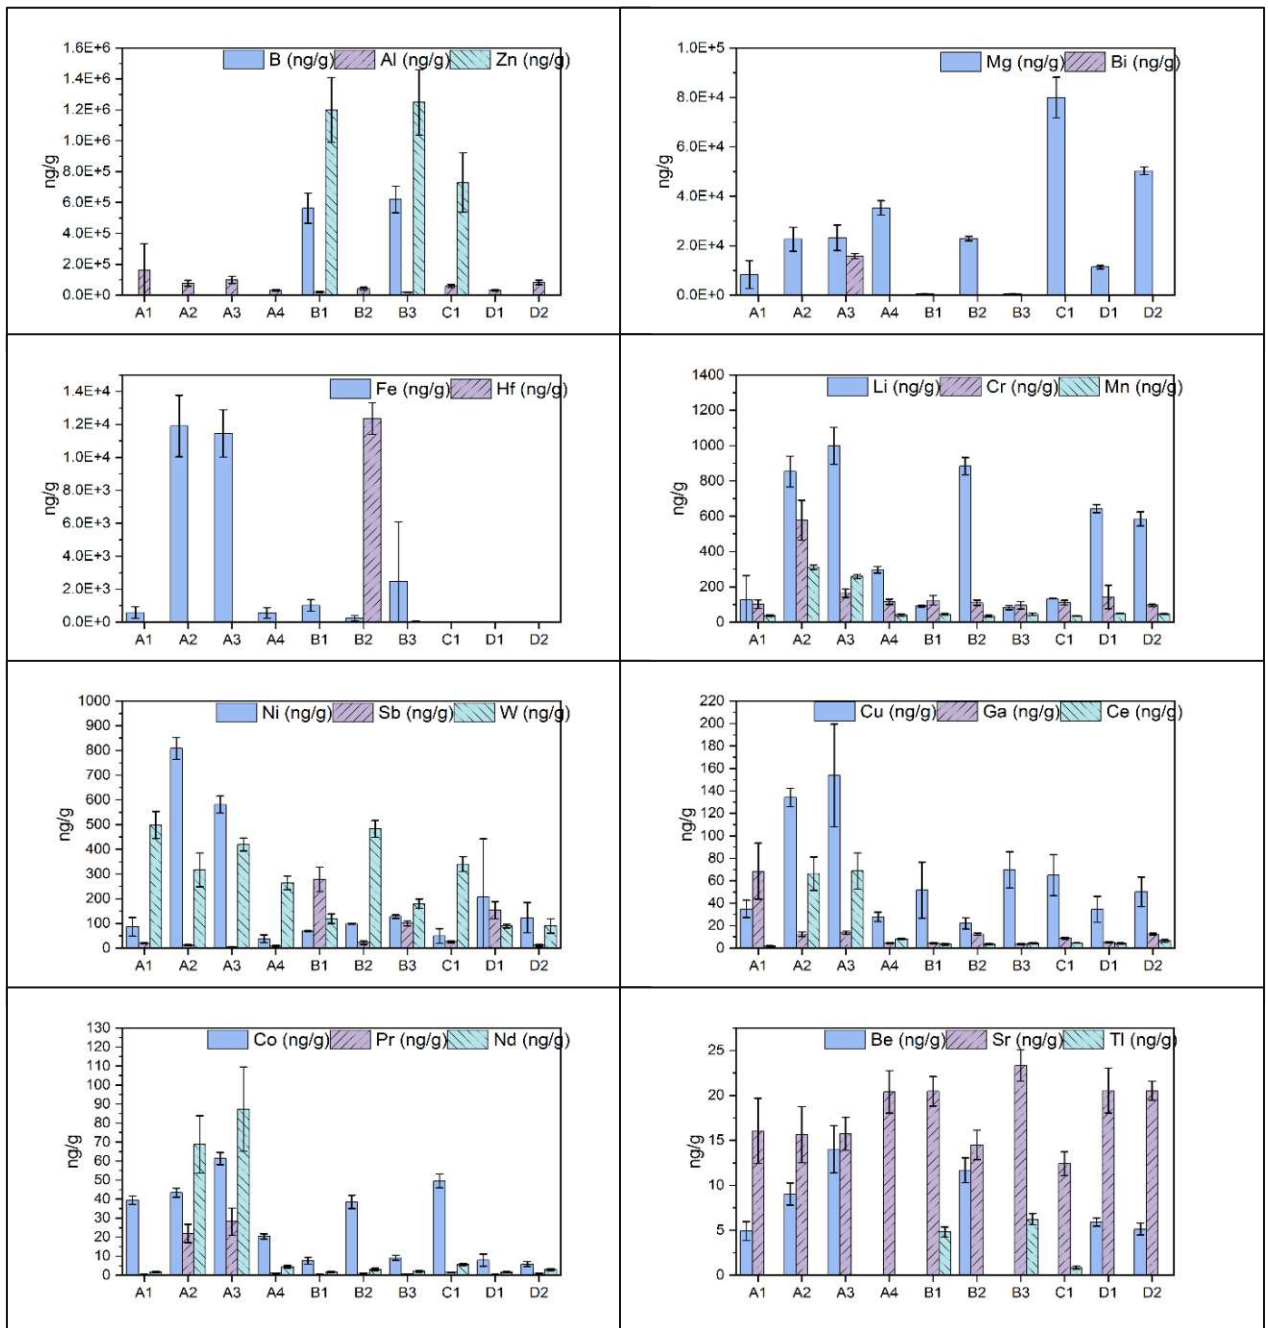 B (ng/g) Al (ng/g) Zn (ng/g)
1.6E+6
1.4E+6
1.2E+6
1.0E+6
8.0E+5
6.0E+5
4.0E+5
2.0E+5
0.0E+0
ng/g
A1 A2 A3 A4 B1 B2 B3 C1 D1 D2
Mg (ng/g) Bi (ng/g)
1.0E+5
8.0E+4
6.0E+4
4.0E+4
2.0E+4
0.0E+0
ng/g
A1 A2 A3 A4 B1 B2 B3 C1 D1 D2
Fe (ng/g) Hf (ng/g)
1.4E+4
1.2E+4
1.0E+4
8.0E+3
6.0E+3
4.0E+3
2.0E+3
0.0E+0
ng/g
A1 A2 A3 A4 B1 B2 B3 C1 D1 D2
Li (ng/g) Cr (ng/g) Mn (ng/g)
1400
1200
1000
800
600
400
200
0
ng/g
A1 A2 A3 A4 B1 B2 B3 C1 D1 D2
Ni (ng/g) Sb (ng/g) W (ng/g)
1000
900
800
700
600
500
400
300
200
100
0
ng/g
A1 A2 A3 A4 B1 B2 B3 C1 D1 D2
Cu (ng/g) Ga (ng/g) Ce (ng/g)
220
200
180
160
140
120
100
80
60
40
20
0
ng/g
A1 A2 A3 A4 B1 B2 B3 C1 D1 D2
Co (ng/g) Pr (ng/g) Nd (ng/g)
130
120
110
100
90
80
70
60
50
40
30
20
10
0
ng/g
A1 A2 A3 A4 B1 B2 B3 C1 D1 D2
Be (ng/g) Sr (ng/g) Tl (ng/g)
25
20
15
10
5
0
ng/g
A1 A2 A3 A4 B1 B2 B3 C1 D1 D2